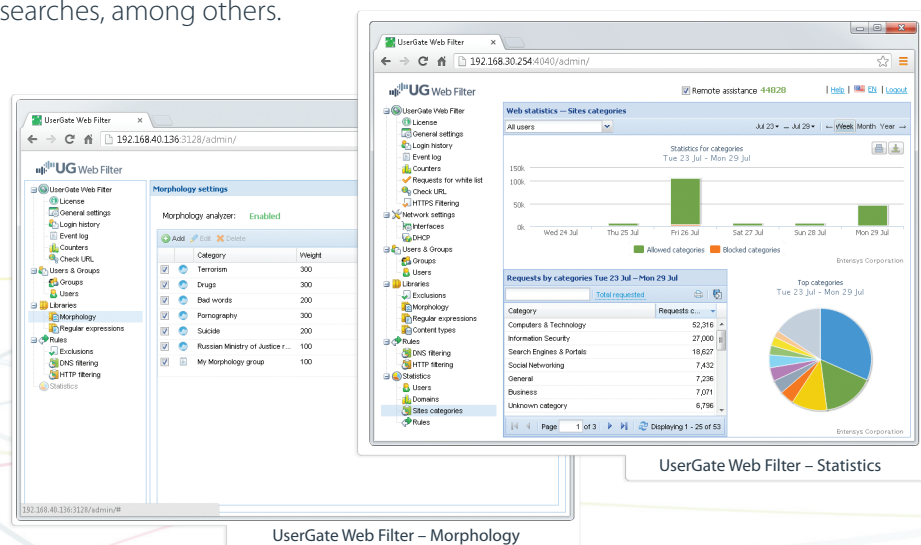 searches, among others.
UserGate Web Filter
192.168.40.136:3128/admin/
UG Web Filter
UserGate Web Filter
License
General settings
Login history
Event log
Counters
Check URL
Users & Groups
Groups
Users
Libraries
Morphology
Regular expressions
Rules
Exclusions
DNS filtering
HTTP filtering
Statistics
Morphology settings
Morphology analyzer: Enabled
Add Edit Delete
Category Weight
Terrorism 300
Drugs 300
Bad words 200
Pornography 300
Suicide 200
Russian Ministry of Justice r... 100
My Morphology group 100
192.168.40.136:3128/admin/#
UserGate Web Filter – Morphology
UserGate Web Filter
192.168.30.254:4040/admin/
UG Web Filter
Remote assistance 44020 | Help | EN | Logout
UserGate Web Filter
License
General settings
Login history
Event log
Counters
Requests for white list
Check URL
HTTPS Filtering
Network settings
Interfaces
DHCP
Users & Groups
Groups
Users
Libraries
Exclusions
Morphology
Regular expressions
Content types
Rules
DNS filtering
HTTP filtering
Statistics
Users
Domains
Sites categories
Rules
Web statistics — Sites categories
All users Jul 23 – Jul 29 Week Month Year
Statistics for categories
Tue 23 Jul - Mon 29 Jul
150k
100k
50k
0k
Wed 24 Jul Thu 25 Jul Fri 26 Jul Sat 27 Jul Sun 28 Jul Mon 29 Jul
Allowed categories Blocked categories
Entensys Corporation
Requests by categories Tue 23 Jul – Mon 29 Jul
Total requested
Category Requests c...
Computers & Technology 52,316
Information Security 27,000
Search Engines & Portals 18,627
Social Networking 7,432
General 7,236
Business 7,071
Unknown category 6,796
Page 1 of 3 Displaying 1 - 25 of 53
Top categories
Tue 23 Jul - Mon 29 Jul
Entensys Corporation
UserGate Web Filter – Statistics